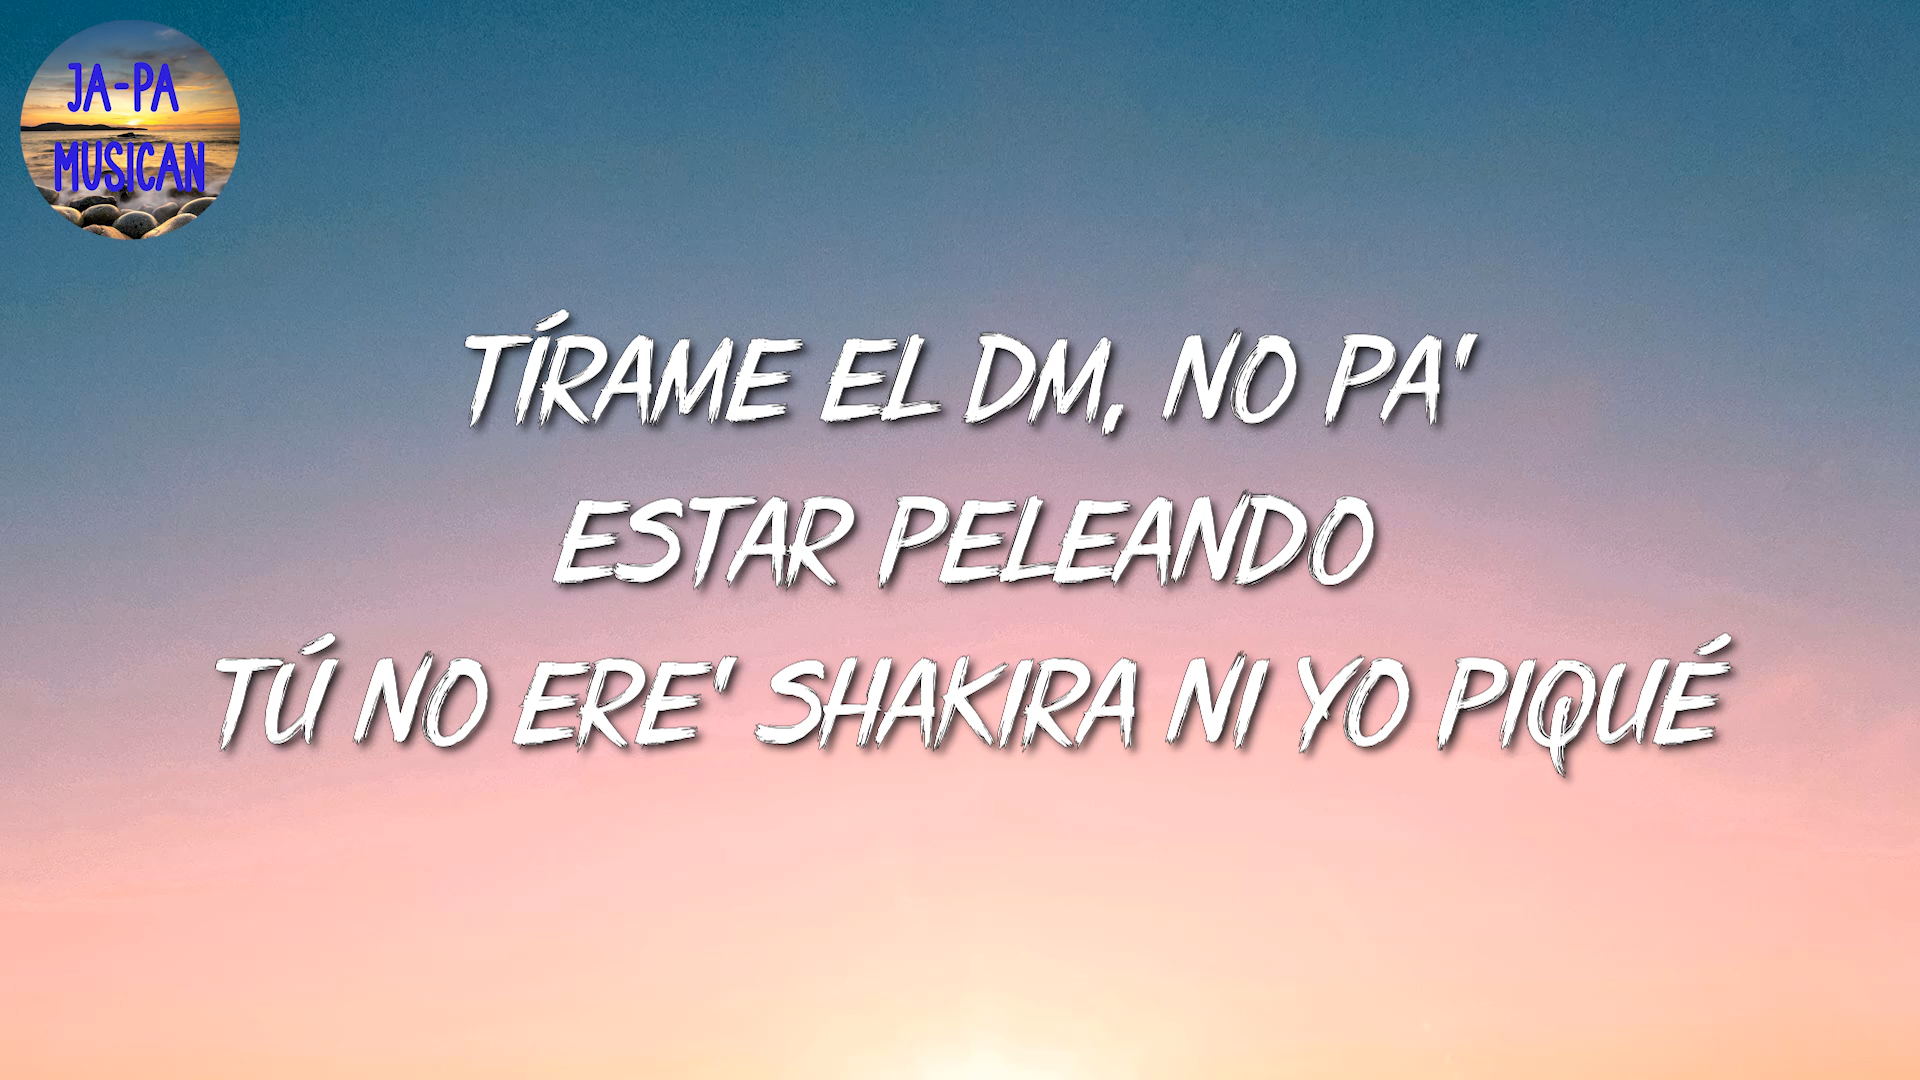 JA-PA
MUSICAN
TÍRAME EL DM, NO PA'
ESTAR PELEANDO
TÚ NO ERE' SHAKIRA NI YO PIQUÉ